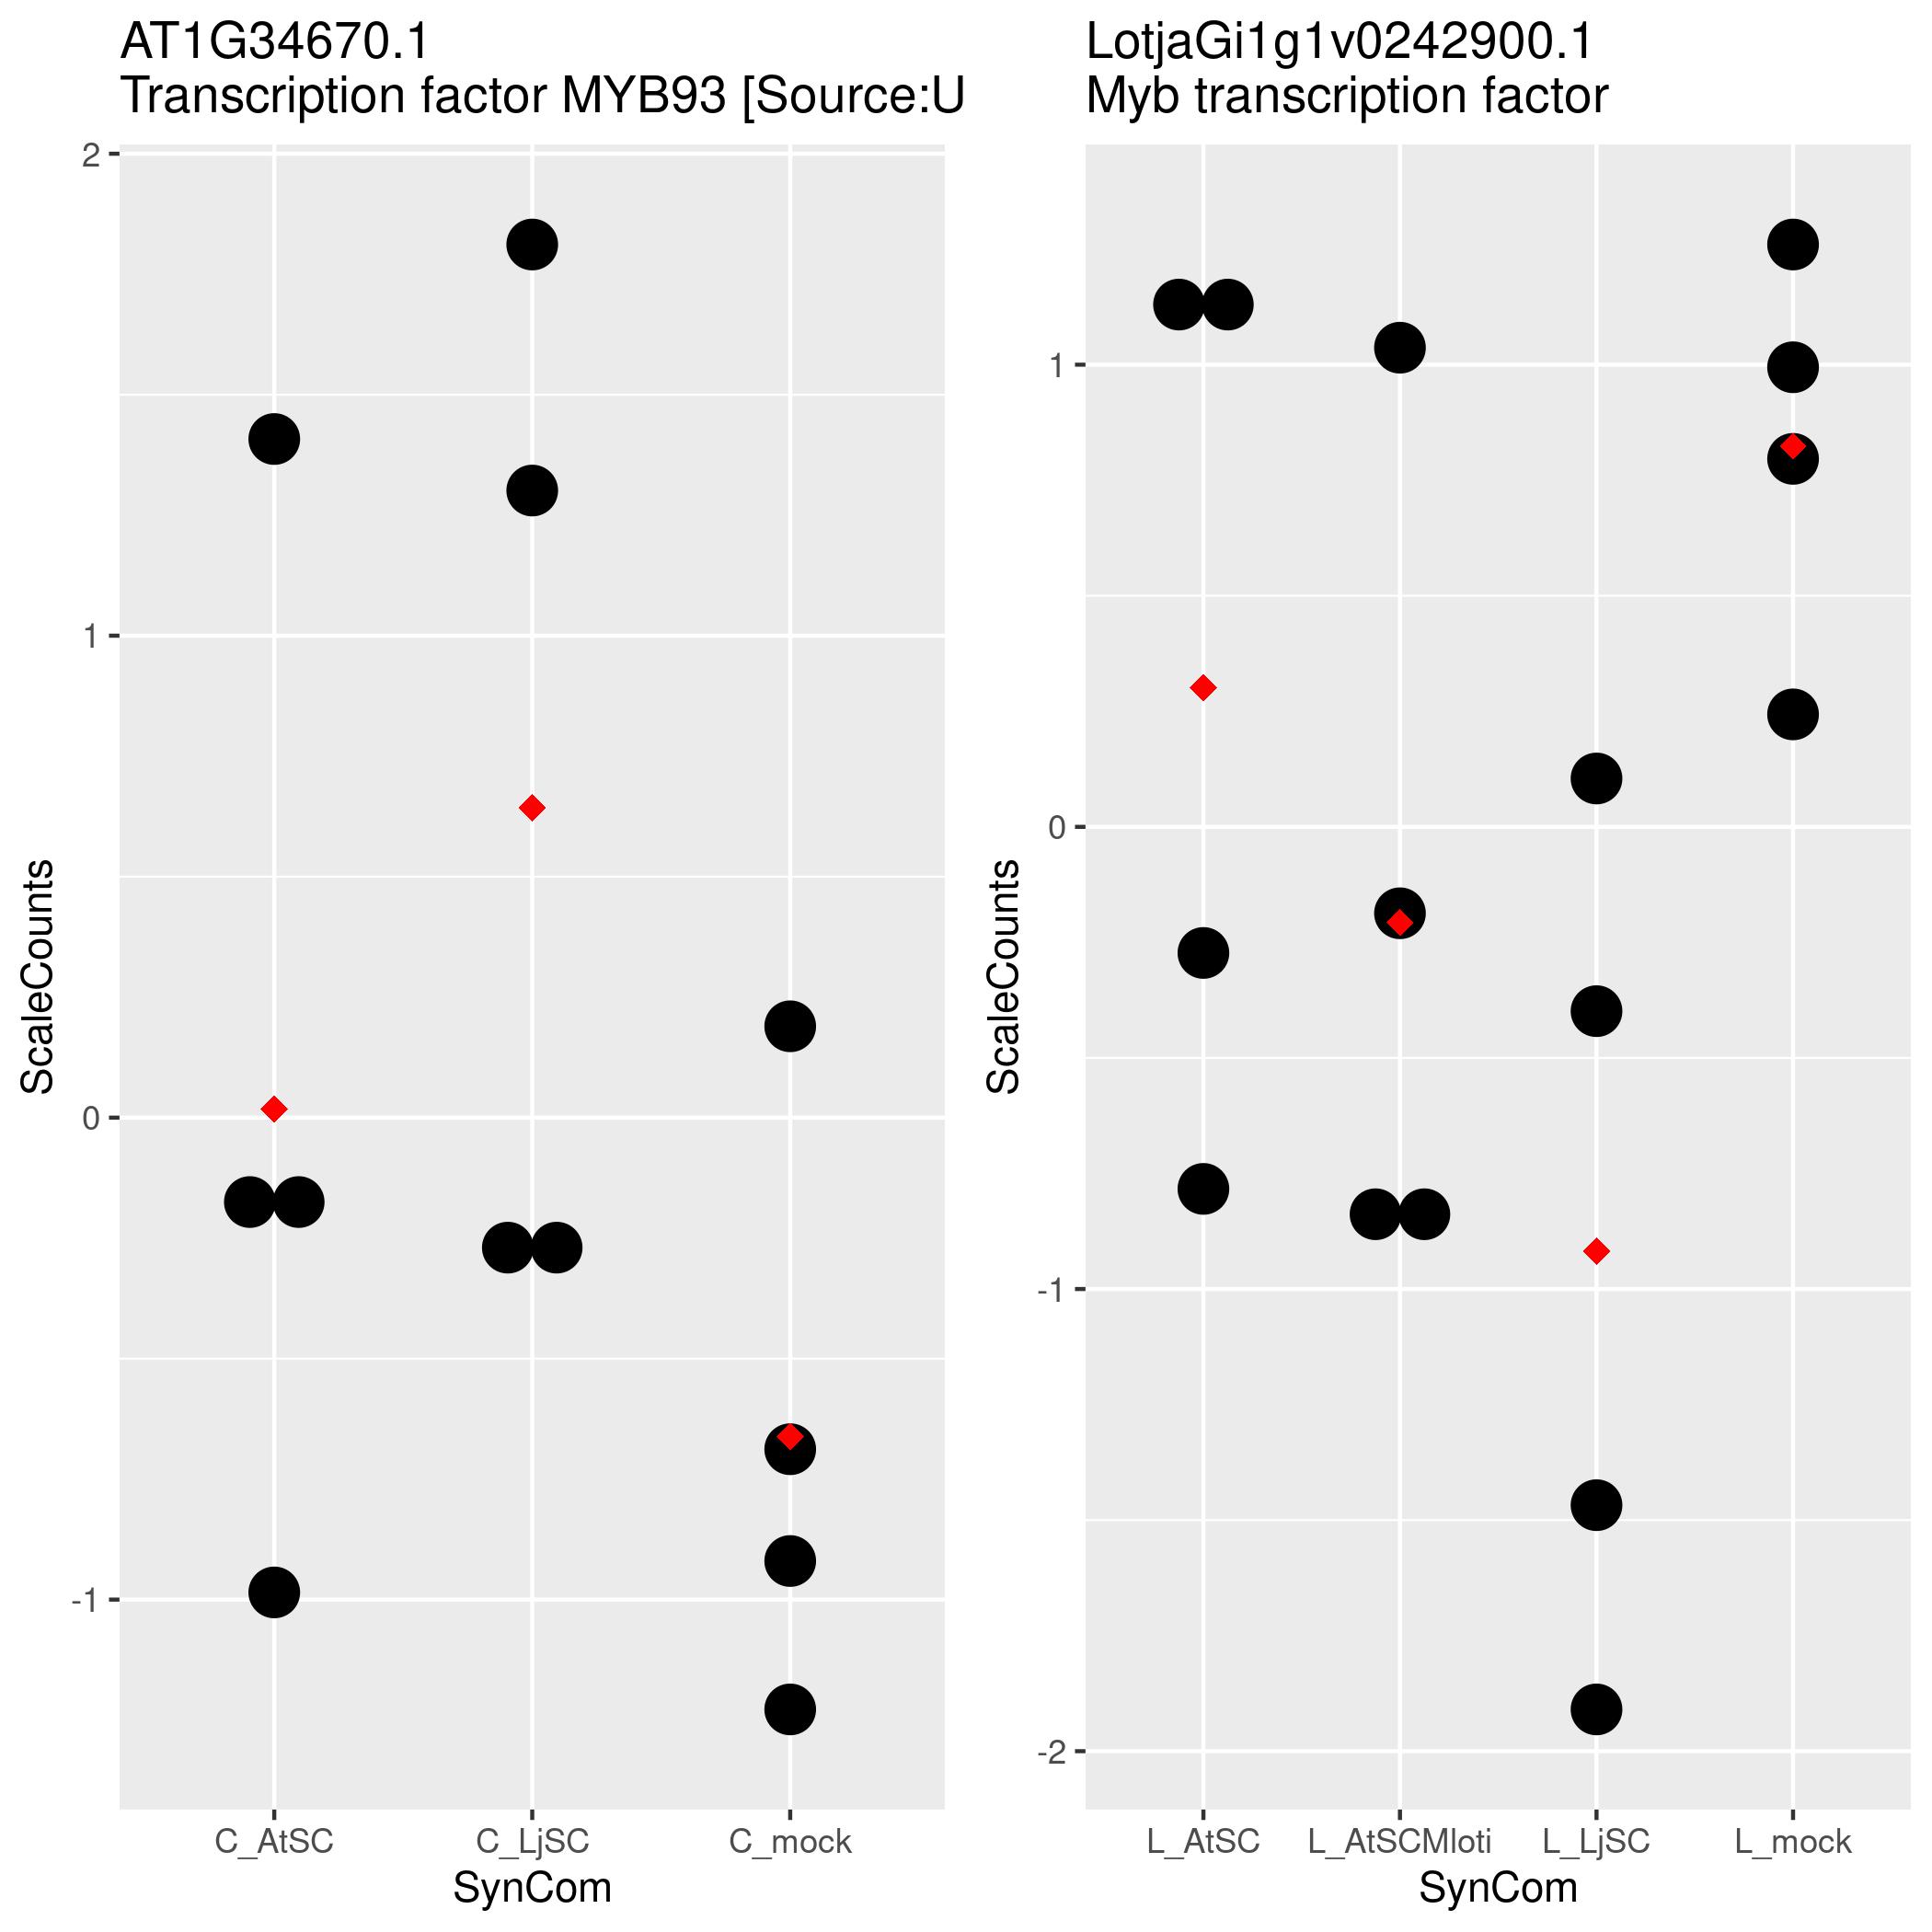 AT1G34670.1
Transcription factor MYB93 [Source:U
ScaleCounts
2
1
0
-1
C_AtSC C_LjSC C_mock
SynCom
LotjaGi1g1v0242900.1
Myb transcription factor
ScaleCounts
1
0
-1
-2
L_AtSC L_AtSCMloti L_LjSC L_mock
SynCom